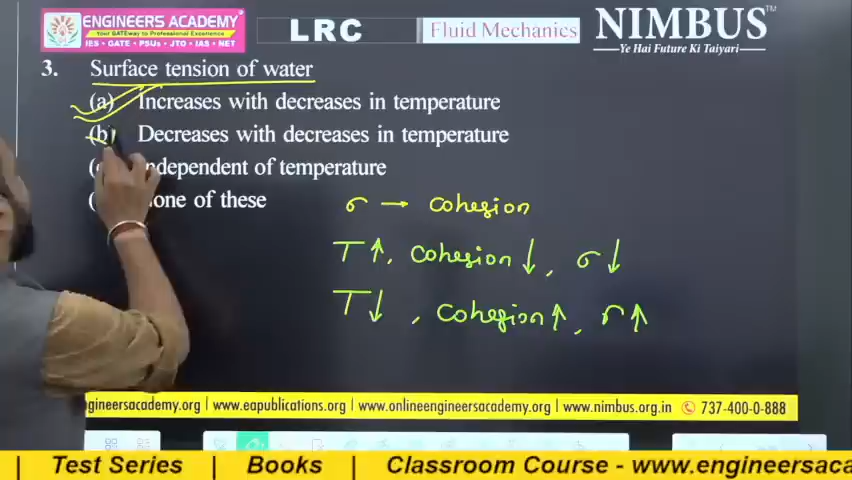 ENGINEERS ACADEMY
Your GATEway to Professional Experience
IES • GATE • PSUs • JTO • IAS • NET
LRC
Fluid Mechanics
NIMBUS™
Ye Hai Future Ki Taiyari
3. Surface tension of water
(a) Increases with decreases in temperature
(b) Decreases with decreases in temperature
ndependent of temperature
one of these
σ → cohesion
T↑, cohesion↓, σ↓
T↓, cohesion↑, σ↑
gineersacademy.org | www.eapublications.org | www.onlineengineersacademy.org | www.nimbus.org.in 737-400-0-888
| Test Series | Books | Classroom Course - www.engineersaca